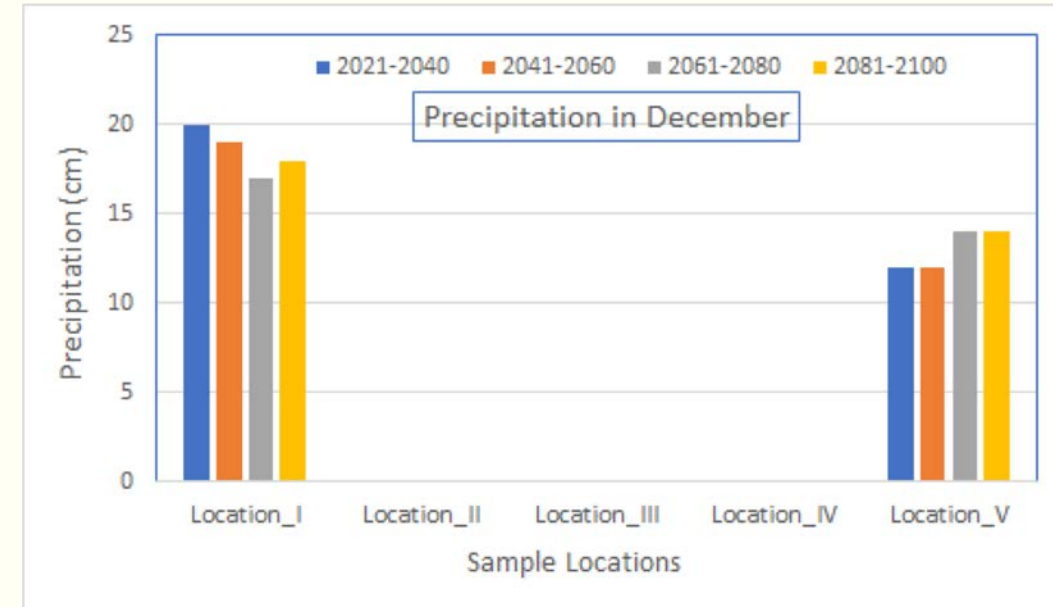 25
2021-2040 2041-2060 2061-2080 2081-2100
Precipitation in December
20
15
10
5
0
Precipitation(cm)
Location_I Location_II Location_III Location_IV Location_V
Sample Locations